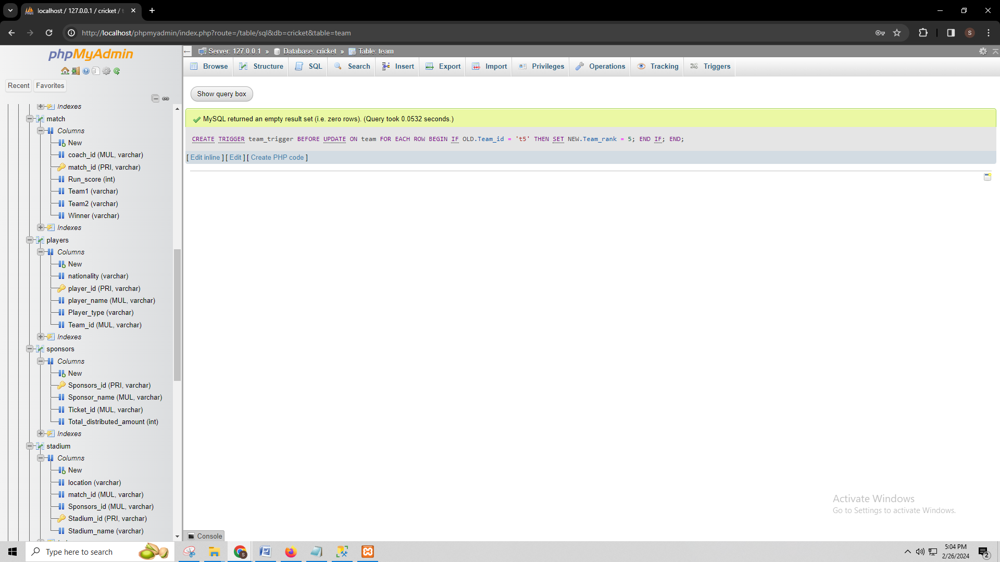 localhost / 127.0.0.1 / cricket / t
http://localhost/phpmyadmin/index.php?route=/table/sql&db=cricket&table=team
S
phpMyAdmin
Recent
Favorites
Indexes
match
Columns
New
coach_id (MUL, varchar)
match_id (PRI, varchar)
Run_score (int)
Team1 (varchar)
Team2 (varchar)
Winner (varchar)
Indexes
players
Columns
New
nationality (varchar)
player_id (PRI, varchar)
player_name (MUL, varchar)
Player_type (varchar)
Team_id (MUL, varchar)
Indexes
sponsors
Columns
New
Sponsors_id (PRI, varchar)
Sponsor_name (MUL, varchar)
Ticket_id (MUL, varchar)
Total_distributed_amount (int)
Indexes
stadium
Columns
New
location (varchar)
match_id (MUL, varchar)
Sponsors_id (MUL, varchar)
Stadium_id (PRI, varchar)
Stadium_name (varchar)
Server: 127.0.0.1 » Database: cricket » Table: team
Browse Structure SQL Search Insert Export Import Privileges Operations Tracking Triggers
Show query box
MySQL returned an empty result set (i.e. zero rows). (Query took 0.0532 seconds.)
CREATE TRIGGER team_trigger BEFORE UPDATE ON team FOR EACH ROW BEGIN IF OLD.Team_id = 't5' THEN SET NEW.Team_rank = 5; END IF; END;
[ Edit inline ] [ Edit ] [ Create PHP code ]
Console
Activate Windows
Go to Settings to activate Windows.
Type here to search
5:04 PM
2/26/2024
2